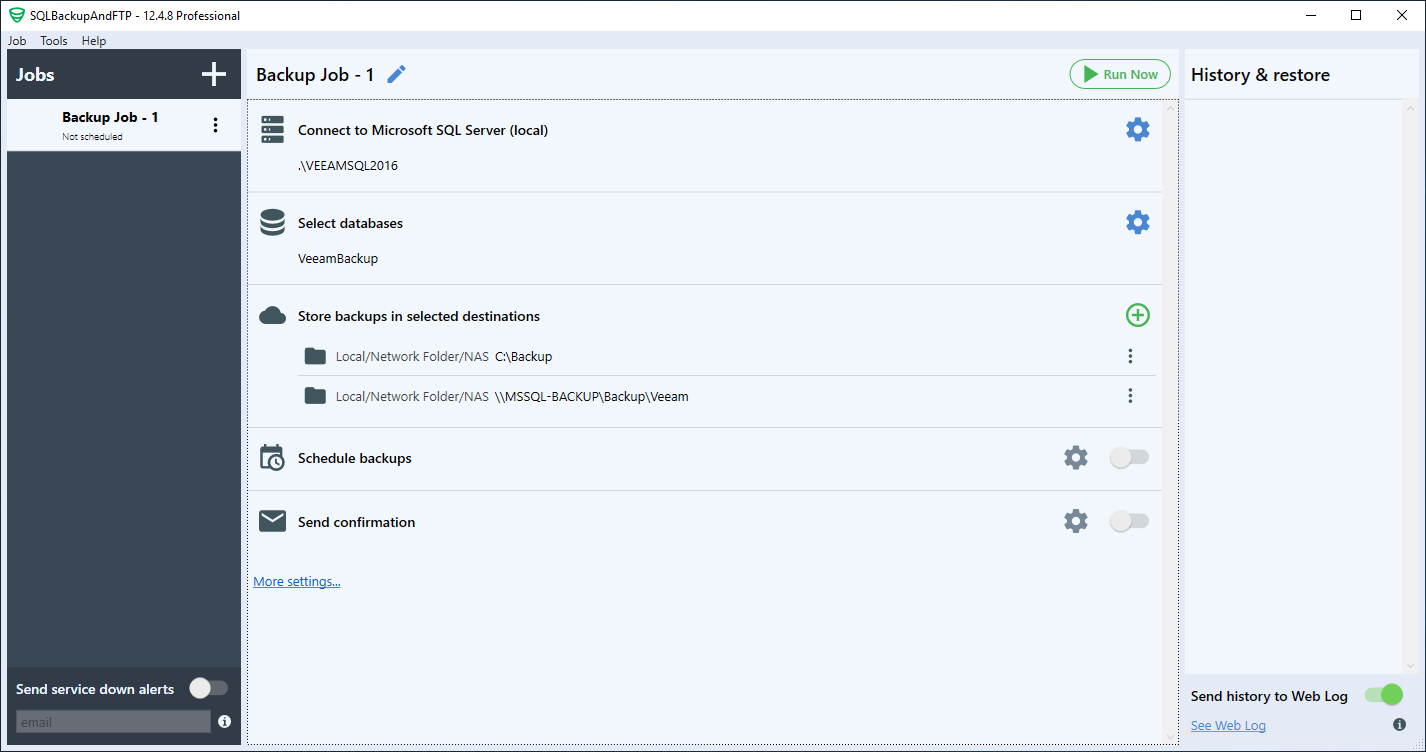 SQLBackupAndFTP - 12.4.8 Professional
Job Tools Help
Jobs
Backup Job - 1
Not scheduled
Send service down alerts
email
Backup Job - 1
Run Now
Connect to Microsoft SQL Server (local)
.\VEEAMSQL2016
Select databases
VeeamBackup
Store backups in selected destinations
Local/Network Folder/NAS C:\Backup
Local/Network Folder/NAS \\MSSQL-BACKUP\Backup\Veeam
Schedule backups
Send confirmation
More settings...
History & restore
Send history to Web Log
See Web Log